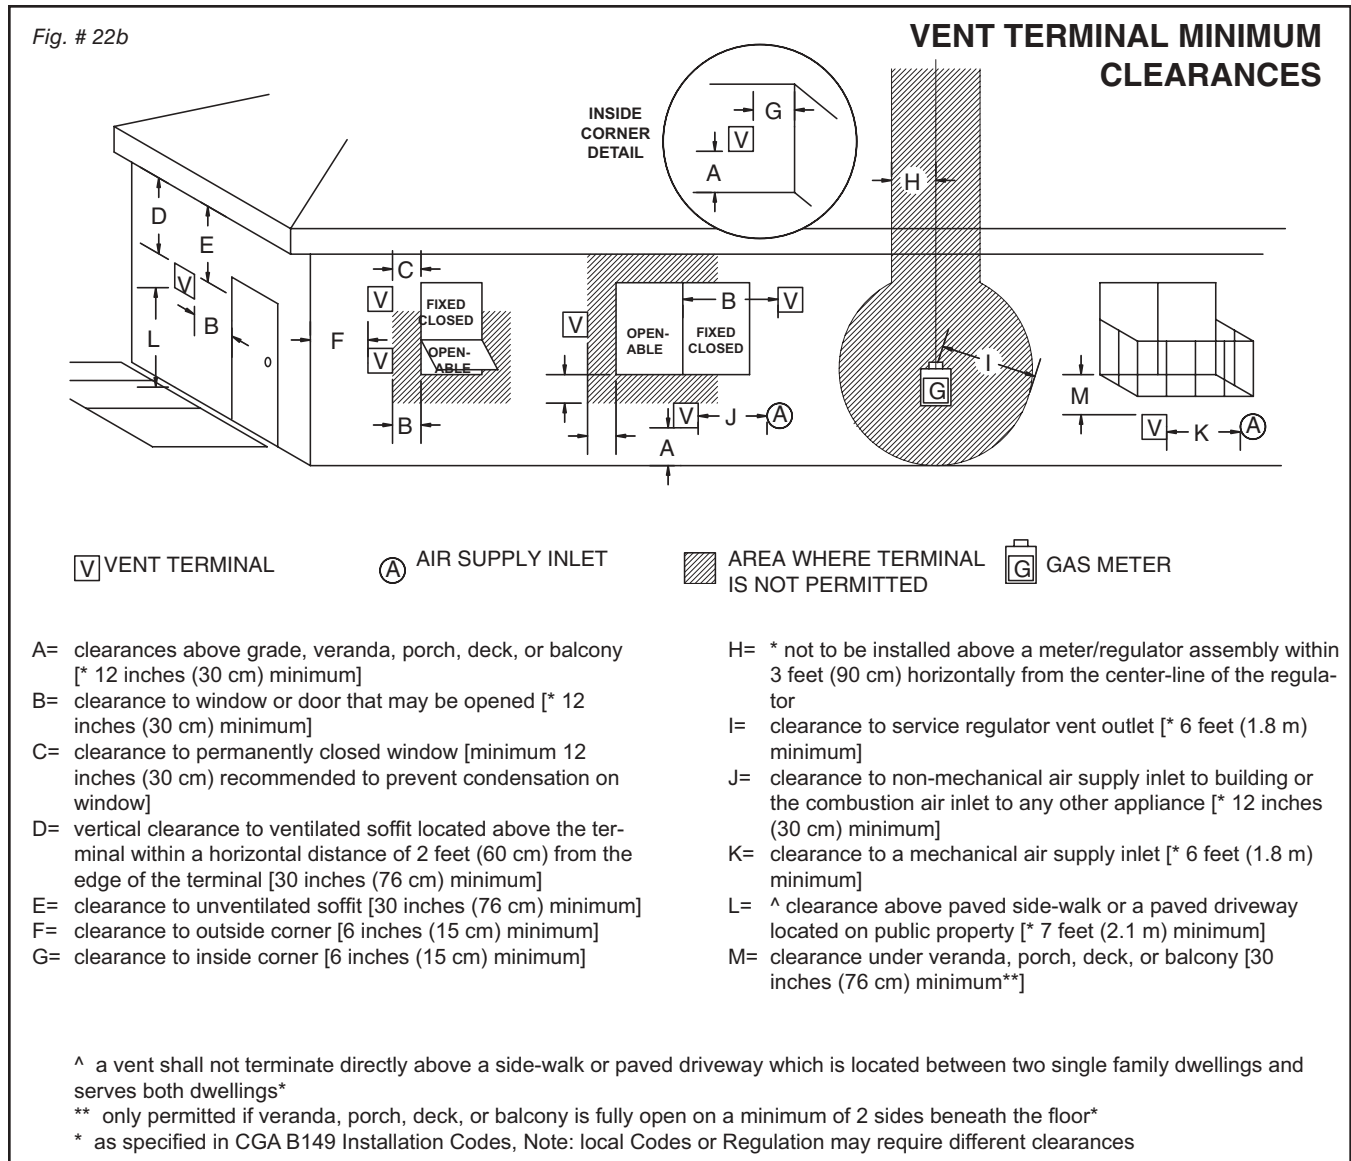 Fig. # 22b
VENT TERMINAL MINIMUM
CLEARANCES
INSIDE
CORNER
DETAIL
G
V
A
H
D
E
C
V
V
B
L
F
V
FIXED
CLOSED
OPEN-
ABLE
B
V
OPEN-
ABLE
FIXED
CLOSED
B
V
V
J
A
A
I
G
M
V
K
A
V VENT TERMINAL
A AIR SUPPLY INLET
AREA WHERE TERMINAL
IS NOT PERMITTED
G GAS METER
A= clearances above grade, veranda, porch, deck, or balcony
[* 12 inches (30 cm) minimum]
B= clearance to window or door that may be opened [* 12
inches (30 cm) minimum]
C= clearance to permanently closed window [minimum 12
inches (30 cm) recommended to prevent condensation on
window]
D= vertical clearance to ventilated soffit located above the ter-
minal within a horizontal distance of 2 feet (60 cm) from the
edge of the terminal [30 inches (76 cm) minimum]
E= clearance to unventilated soffit [30 inches (76 cm) minimum]
F= clearance to outside corner [6 inches (15 cm) minimum]
G= clearance to inside corner [6 inches (15 cm) minimum]
H= * not to be installed above a meter/regulator assembly within
3 feet (90 cm) horizontally from the center-line of the regula-
tor
I= clearance to service regulator vent outlet [* 6 feet (1.8 m)
minimum]
J= clearance to non-mechanical air supply inlet to building or
the combustion air inlet to any other appliance [* 12 inches
(30 cm) minimum]
K= clearance to a mechanical air supply inlet [* 6 feet (1.8 m)
minimum]
L= ^ clearance above paved side-walk or a paved driveway
located on public property [* 7 feet (2.1 m) minimum]
M= clearance under veranda, porch, deck, or balcony [30
inches (76 cm) minimum**]
^ a vent shall not terminate directly above a side-walk or paved driveway which is located between two single family dwellings and
serves both dwellings*
** only permitted if veranda, porch, deck, or balcony is fully open on a minimum of 2 sides beneath the floor*
* as specified in CGA B149 Installation Codes, Note: local Codes or Regulation may require different clearances